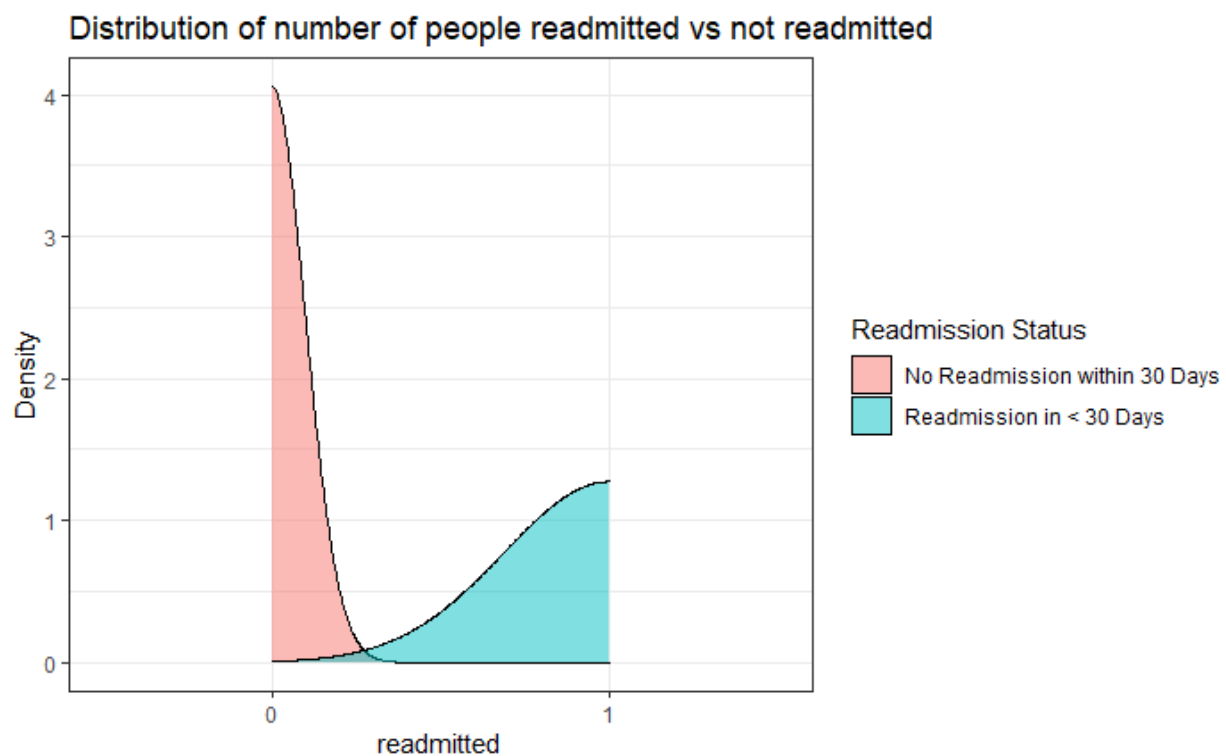 Distribution of number of people readmitted vs not readmitted
4
3
2
1
0
Density
0 1
readmitted
Readmission Status
No Readmission within 30 Days
Readmission in < 30 Days